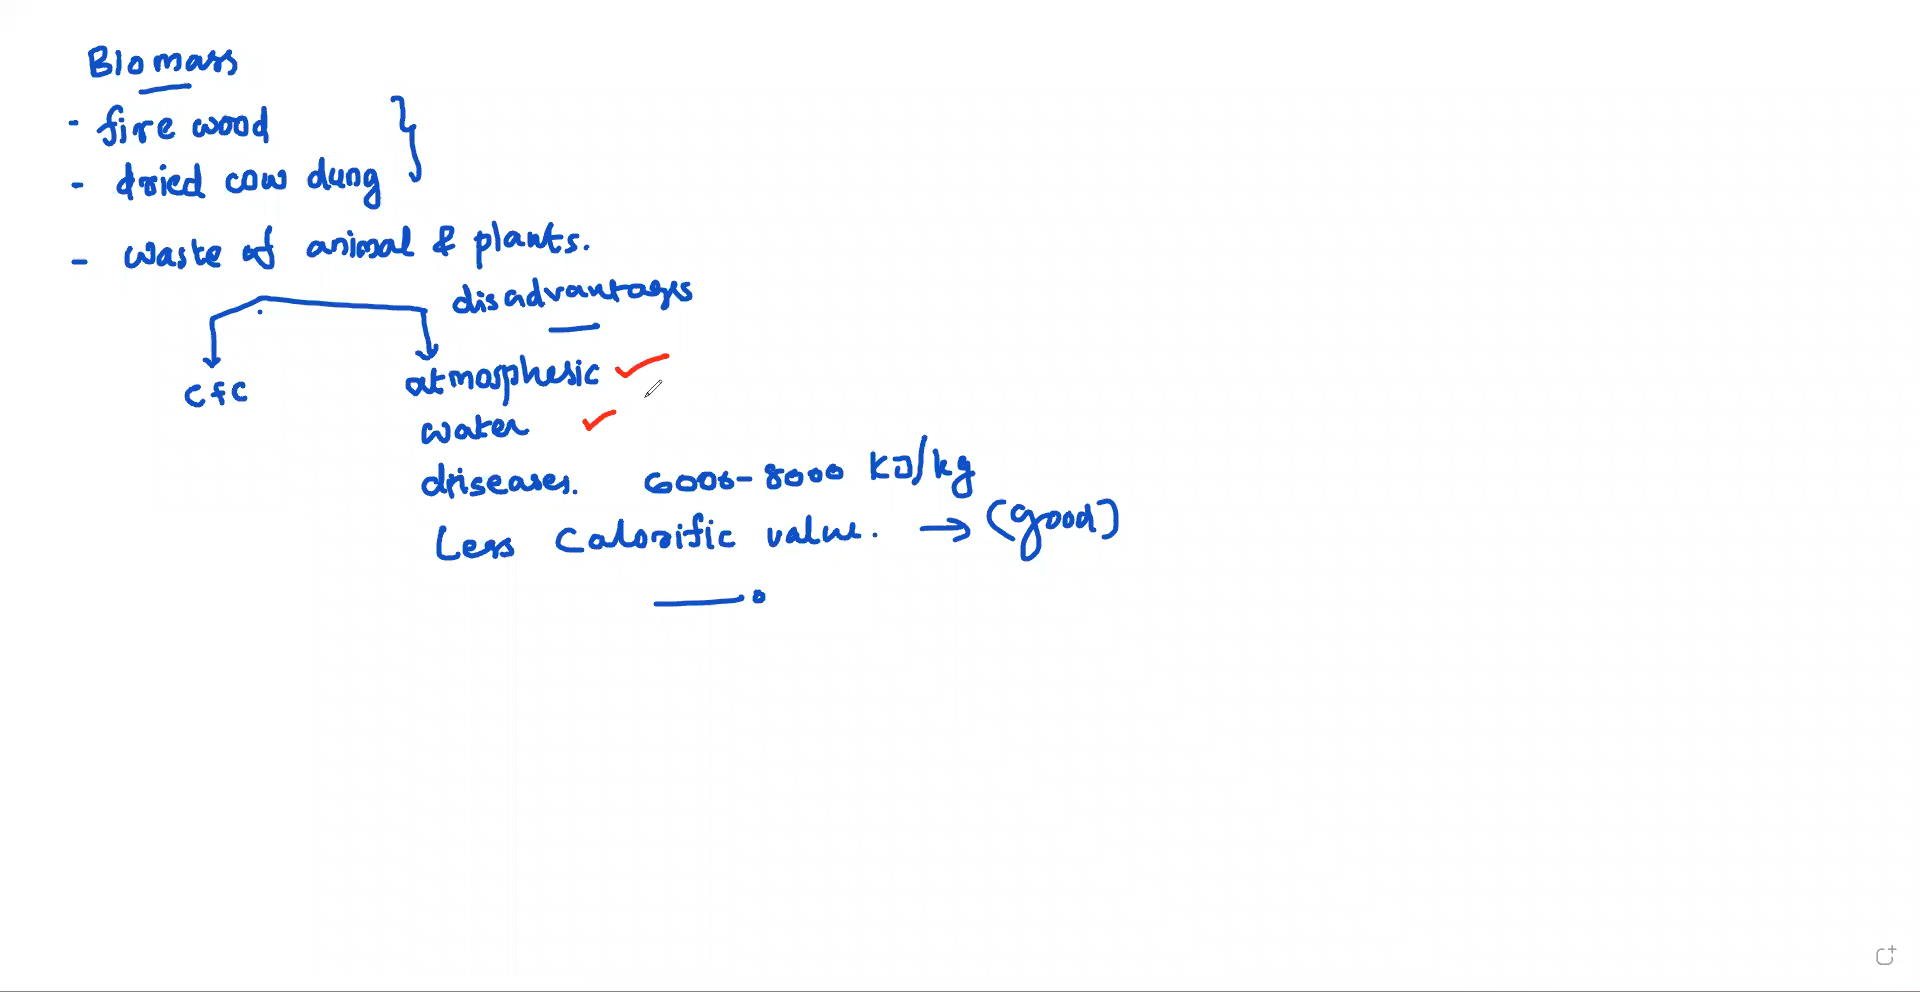 Biomass
- fire wood
- dried cow dung
- waste of animal & plants.
disadvantages
cfc
atmospheric
water
diseases. 6000-8000 KJ/kg
Less Calorific value. → (good)